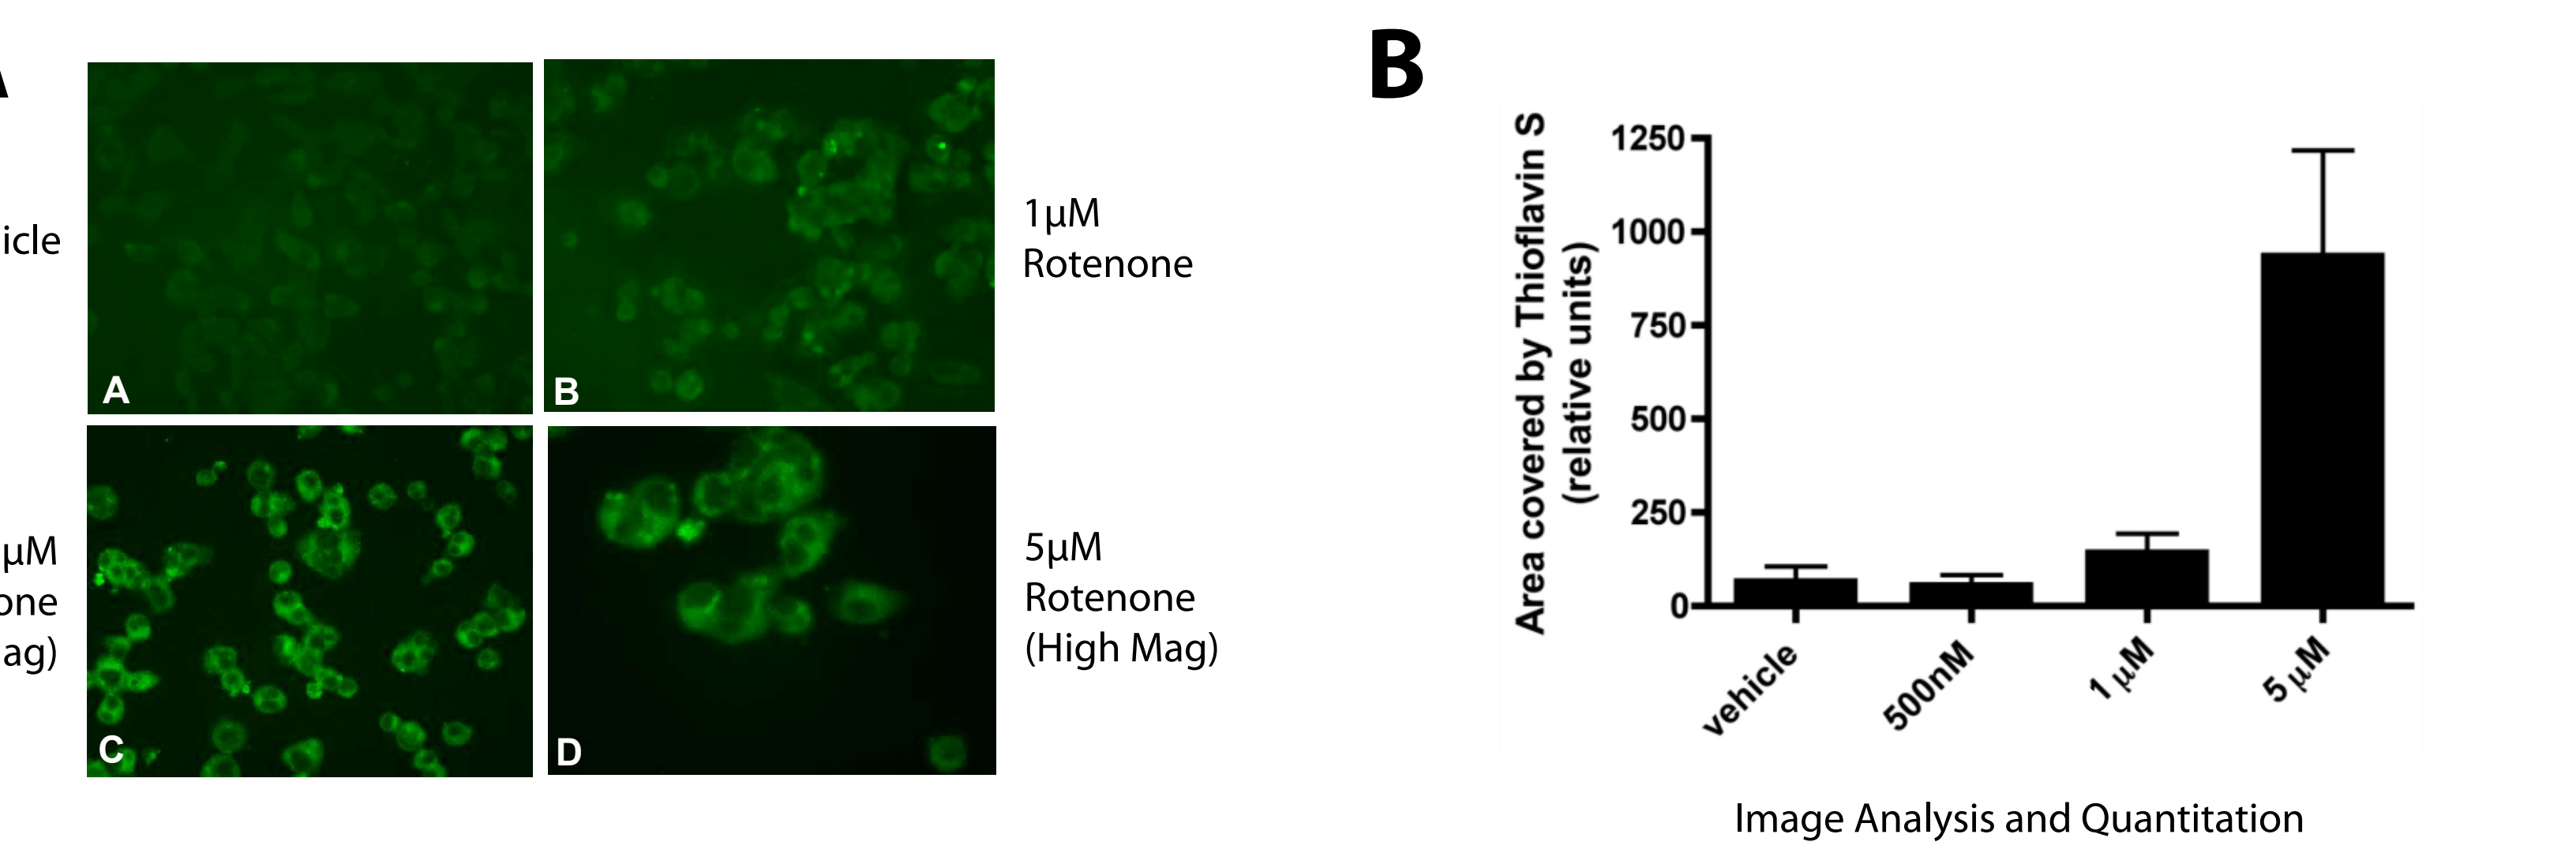 A
icle
A
B
1µM
Rotenone
µM
one
ag)
C
D
5µM
Rotenone
(High Mag)
B
Area covered by Thioflavin S
(relative units)
1250
1000
750
500
250
0
vehicle
500nM
1 µM
5 µM
Image Analysis and Quantitation